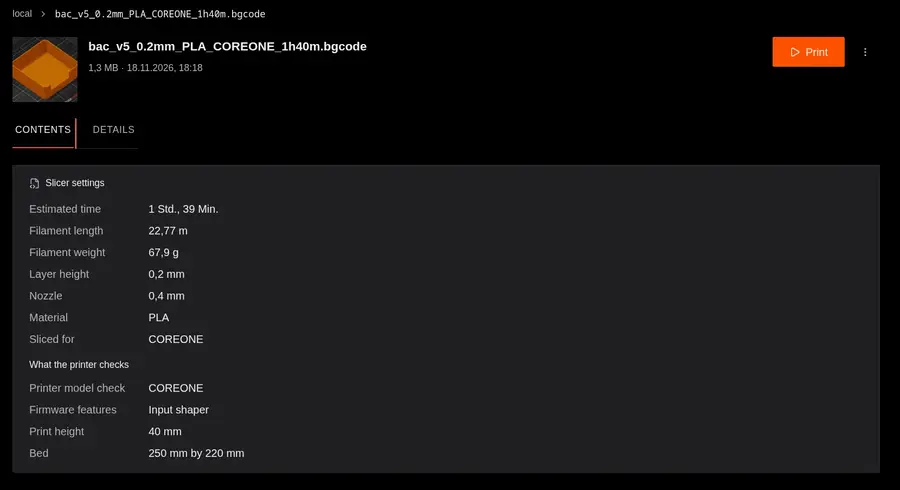 local > bac_v5_0.2mm_PLA_COREONE_1h40m.bgcode
bac_v5_0.2mm_PLA_COREONE_1h40m.bgcode
Print
1,3 MB · 18.11.2026, 18:18
CONTENTS DETAILS
Slicer settings
Estimated time 1 Std., 39 Min.
Filament length 22,77 m
Filament weight 67,9 g
Layer height 0,2 mm
Nozzle 0,4 mm
Material PLA
Sliced for COREONE
What the printer checks
Printer model check COREONE
Firmware features Input shaper
Print height 40 mm
Bed 250 mm by 220 mm